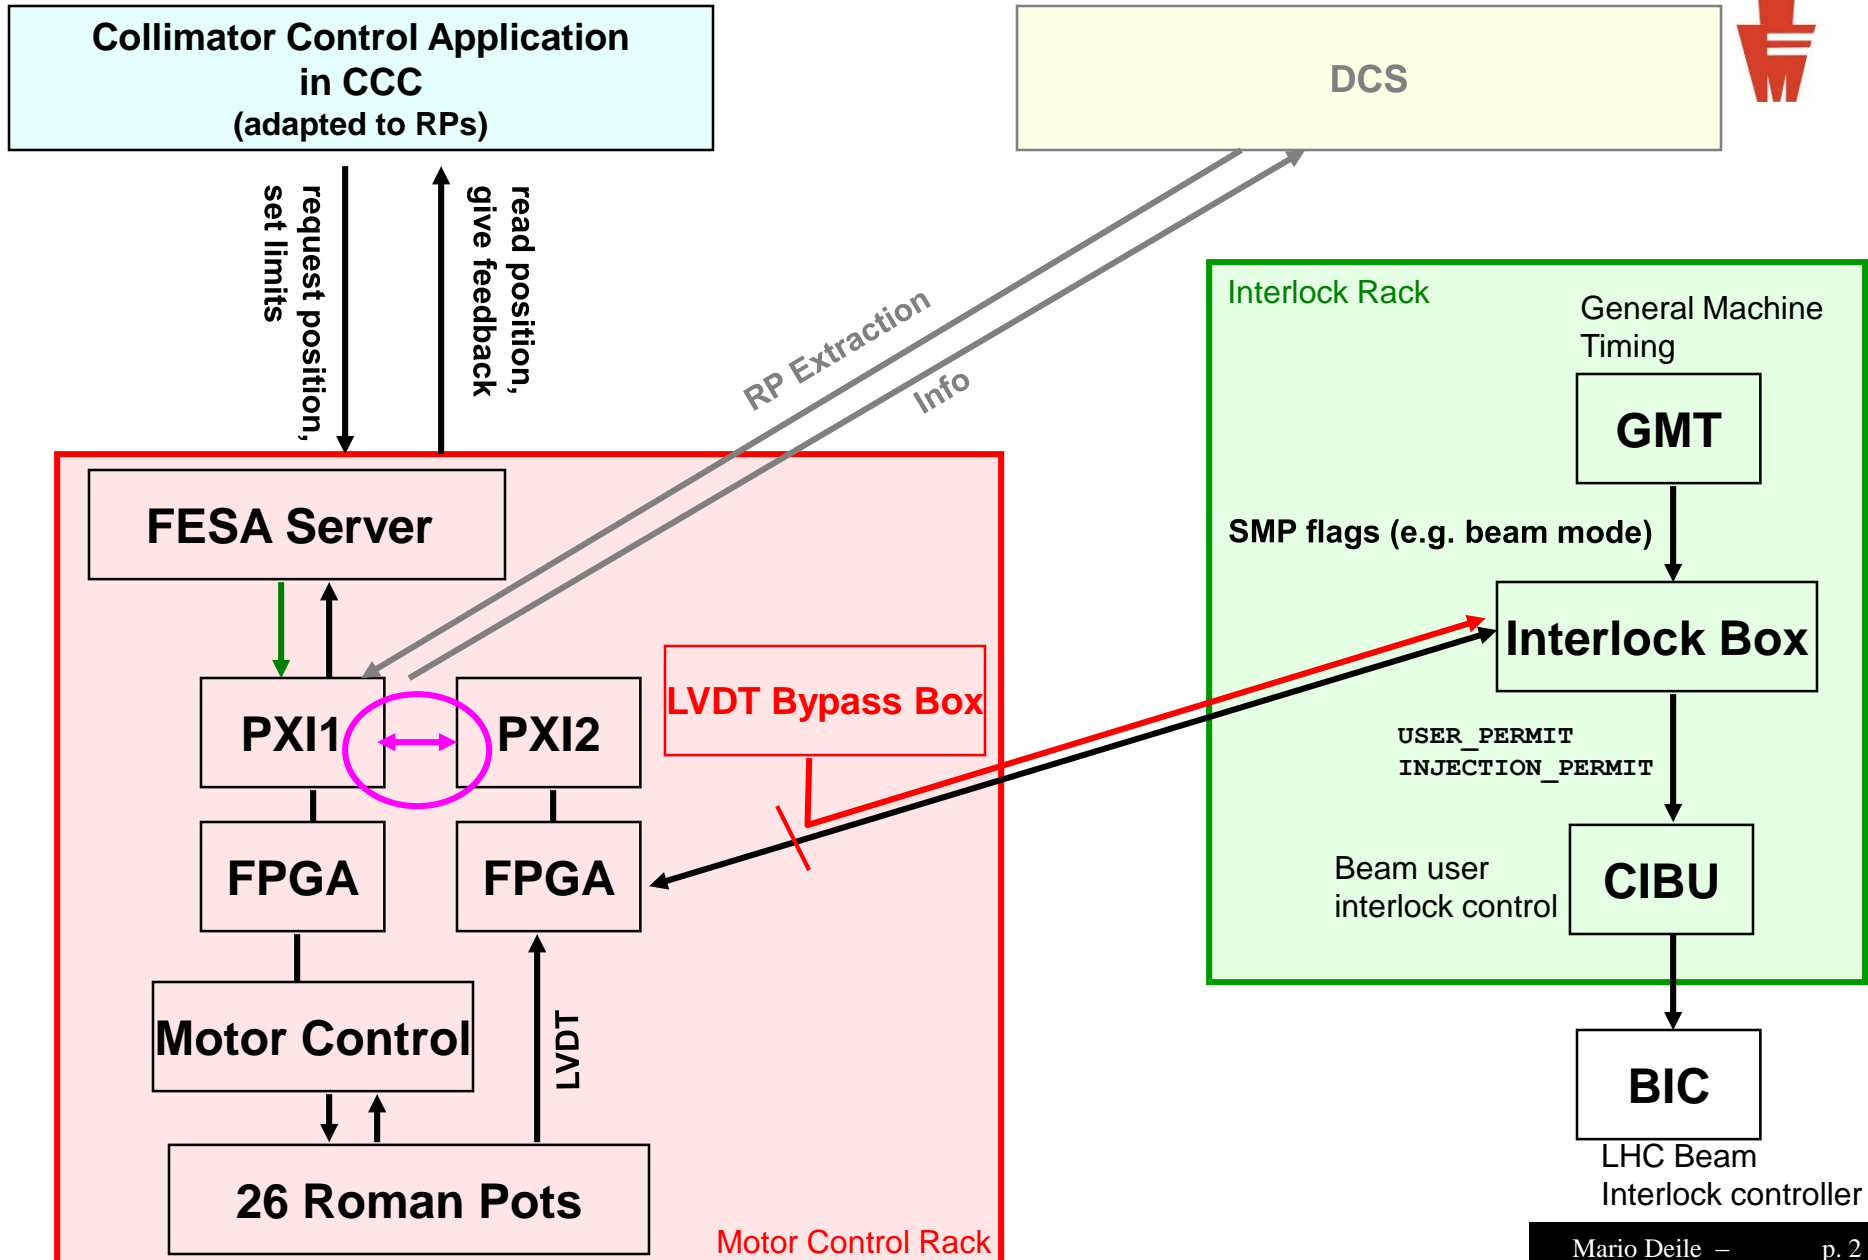 Collimator Control Application
in CCC
(adapted to RPs)
DCS
request position,
set limits
read position,
give feedback
RP Extraction
Info
Interlock Rack
General Machine
Timing
GMT
SMP flags (e.g. beam mode)
Interlock Box
USER_PERMIT
INJECTION_PERMIT
Beam user
interlock control
CIBU
BIC
LHC Beam
Interlock controller
FESA Server
PXI1
PXI2
LVDT Bypass Box
FPGA
FPGA
Motor Control
LVDT
26 Roman Pots
Motor Control Rack
Mario Deile –
p. 2